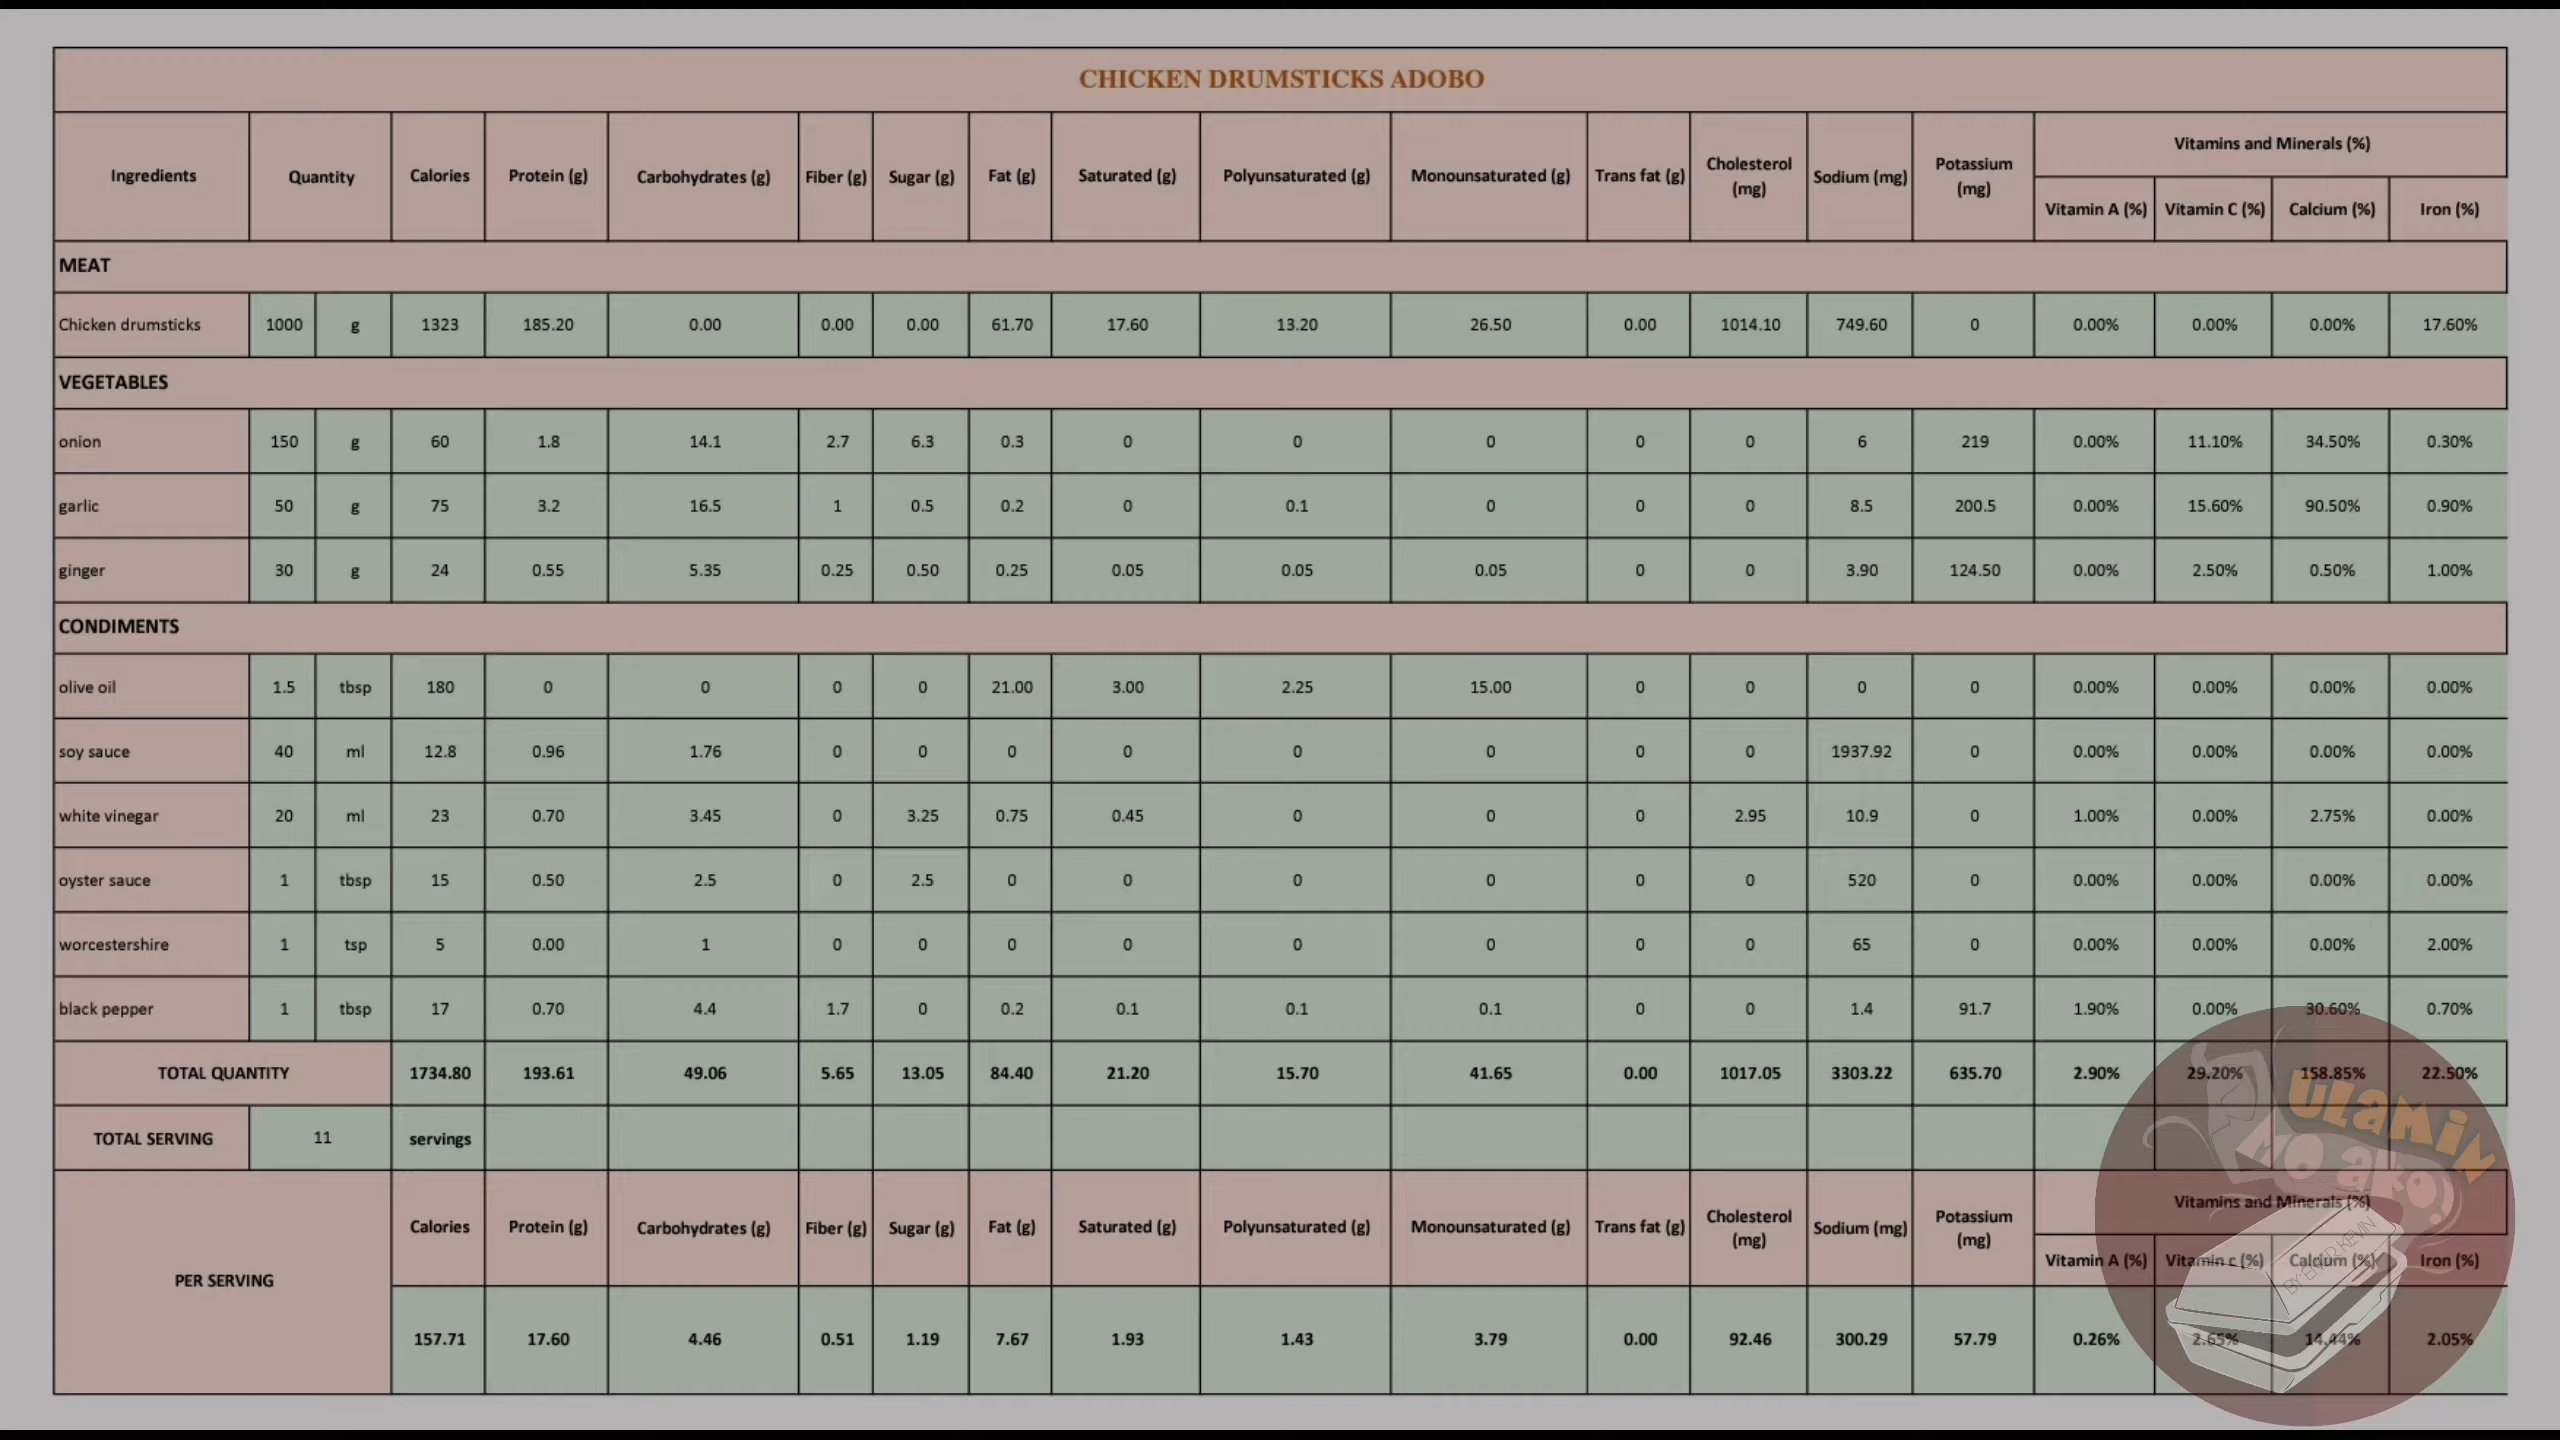 CHICKEN DRUMSTICKS ADOBO
Ingredients Quantity Calories Protein (g) Carbohydrates (g) Fiber (g) Sugar (g) Fat (g) Saturated (g) Polyunsaturated (g) Monounsaturated (g) Trans fat (g) Cholesterol (mg) Sodium (mg) Potassium (mg) Vitamins and Minerals (%)
Vitamin A (%) Vitamin C (%) Calcium (%) Iron (%)
MEAT
Chicken drumsticks 1000 g 1323 185.20 0.00 0.00 0.00 61.70 17.60 13.20 26.50 0.00 1014.10 749.60 0 0.00% 0.00% 0.00% 17.60%
VEGETABLES
onion 150 g 60 1.8 14.1 2.7 6.3 0.3 0 0 0 0 0 6 219 0.00% 11.10% 34.50% 0.30%
garlic 50 g 75 3.2 16.5 1 0.5 0.2 0 0.1 0 0 0 8.5 200.5 0.00% 15.60% 90.50% 0.90%
ginger 30 g 24 0.55 5.35 0.25 0.50 0.25 0.05 0.05 0.05 0 0 3.90 124.50 0.00% 2.50% 0.50% 1.00%
CONDIMENTS
olive oil 1.5 tbsp 180 0 0 0 0 21.00 3.00 2.25 15.00 0 0 0 0 0.00% 0.00% 0.00% 0.00%
soy sauce 40 ml 12.8 0.96 1.76 0 0 0 0 0 0 0 0 1937.92 0 0.00% 0.00% 0.00% 0.00%
white vinegar 20 ml 23 0.70 3.45 0 3.25 0.75 0.45 0 0 0 2.95 10.9 0 1.00% 0.00% 2.75% 0.00%
oyster sauce 1 tbsp 15 0.50 2.5 0 2.5 0 0 0 0 0 0 520 0 0.00% 0.00% 0.00% 0.00%
worcestershire 1 tsp 5 0.00 1 0 0 0 0 0 0 0 0 65 0 0.00% 0.00% 0.00% 2.00%
black pepper 1 tbsp 17 0.70 4.4 1.7 0 0.2 0.1 0.1 0.1 0 0 1.4 91.7 1.90% 0.00% 30.60% 0.70%
TOTAL QUANTITY 1734.80 193.61 49.06 5.65 13.05 84.40 21.20 15.70 41.65 0.00 1017.05 3303.22 635.70 2.90% 29.20% 158.85% 22.50%
TOTAL SERVING 11 servings
PER SERVING Calories Protein (g) Carbohydrates (g) Fiber (g) Sugar (g) Fat (g) Saturated (g) Polyunsaturated (g) Monounsaturated (g) Trans fat (g) Cholesterol (mg) Sodium (mg) Potassium (mg) Vitamins and Minerals (%)
Vitamin A (%) Vitamin c (%) Calcium (%) Iron (%)
157.71 17.60 4.46 0.51 1.19 7.67 1.93 1.43 3.79 0.00 92.46 300.29 57.79 0.26% 2.65% 14.44% 2.05%
ULAMIN
MO aKO